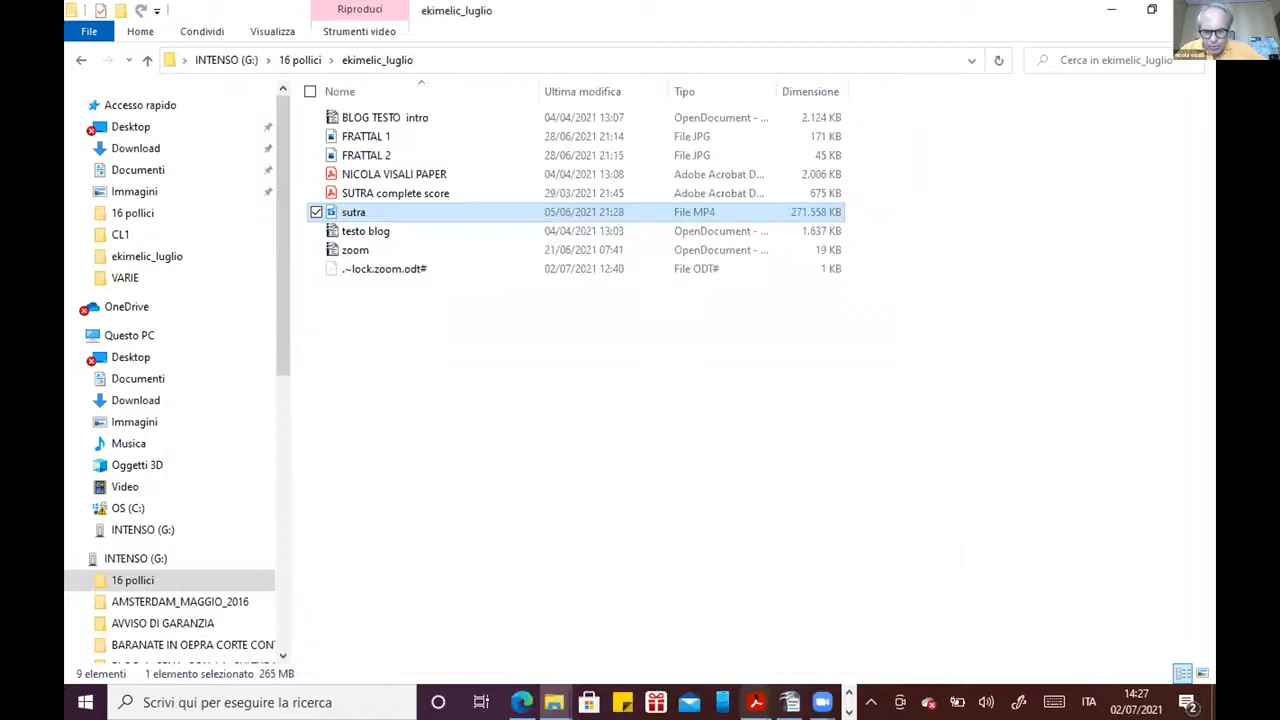 Riproduci
ekimelic_luglio
File
Home
Condividi
Visualizza
Strumenti video
INTENSO (G:)
16 pollici
ekimelic_luglio
Cerca in ekimelic_luglio
nicola visali
Nome
Ultima modifica
Tipo
Dimensione
BLOG TESTO intro 04/04/2021 13:07 OpenDocument - ... 2.124 KB
FRATTAL 1 28/06/2021 21:14 File JPG 171 KB
FRATTAL 2 28/06/2021 21:15 File JPG 45 KB
NICOLA VISALI PAPER 04/04/2021 13:08 Adobe Acrobat D... 2.006 KB
SUTRA complete score 29/03/2021 21:45 Adobe Acrobat D... 675 KB
sutra 05/06/2021 21:28 File MP4 271.558 KB
testo blog 04/04/2021 13:03 OpenDocument - ... 1.637 KB
zoom 21/06/2021 07:41 OpenDocument - ... 19 KB
.~lock.zoom.odt# 02/07/2021 12:40 File ODT# 1 KB
Accesso rapido
Desktop
Download
Documenti
Immagini
16 pollici
CL1
ekimelic_luglio
VARIE
OneDrive
Questo PC
Desktop
Documenti
Download
Immagini
Musica
Oggetti 3D
Video
OS (C:)
INTENSO (G:)
INTENSO (G:)
16 pollici
AMSTERDAM_MAGGIO_2016
AVVISO DI GARANZIA
BARANATE IN OEPRA CORTE CON
9 elementi
1 elemento selezionato 265 MB
Scrivi qui per eseguire la ricerca
ITA
14:27
02/07/2021
2